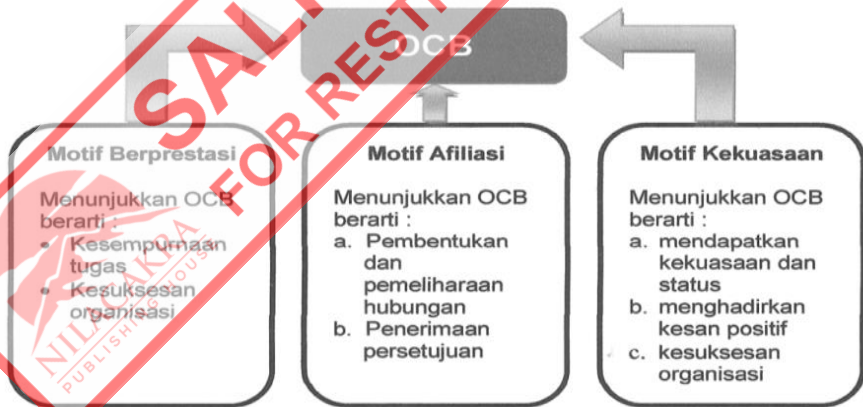 OCB
SALI
FOR RESTR
Motif Berprestasi
Menunjukkan OCB
berarti :
• Kesempurnaan
tugas
• Kesuksesan
organisasi
NILACAKRA
PUBLISHING HOUSE
Motif Afiliasi
Menunjukkan OCB
berarti :
a. Pembentukan
dan
pemeliharaan
hubungan
b. Penerimaan
persetujuan
Motif Kekuasaan
Menunjukkan OCB
berarti :
a. mendapatkan
kekuasaan dan
status
b. menghadirkan
kesan positif
c. kesuksesan
organisasi